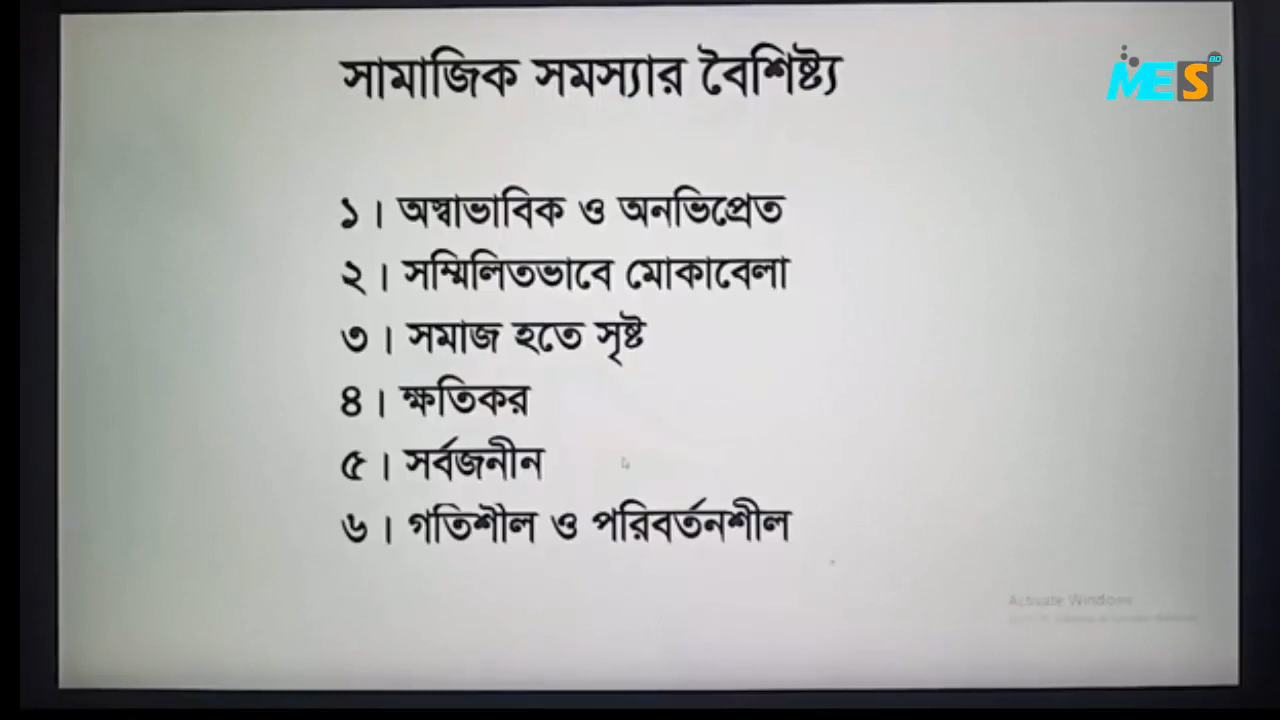 সামাজিক সমস্যার বৈশিষ্ট্য
MES BD
১। অস্বাভাবিক ও অনভিপ্রেত
২। সম্মিলিতভাবে মোকাবেলা
৩। সমাজ হতে সৃষ্ট
৪। ক্ষতিকর
৫। সর্বজনীন
৬। গতিশীল ও পরিবর্তনশীল
Activate Windows